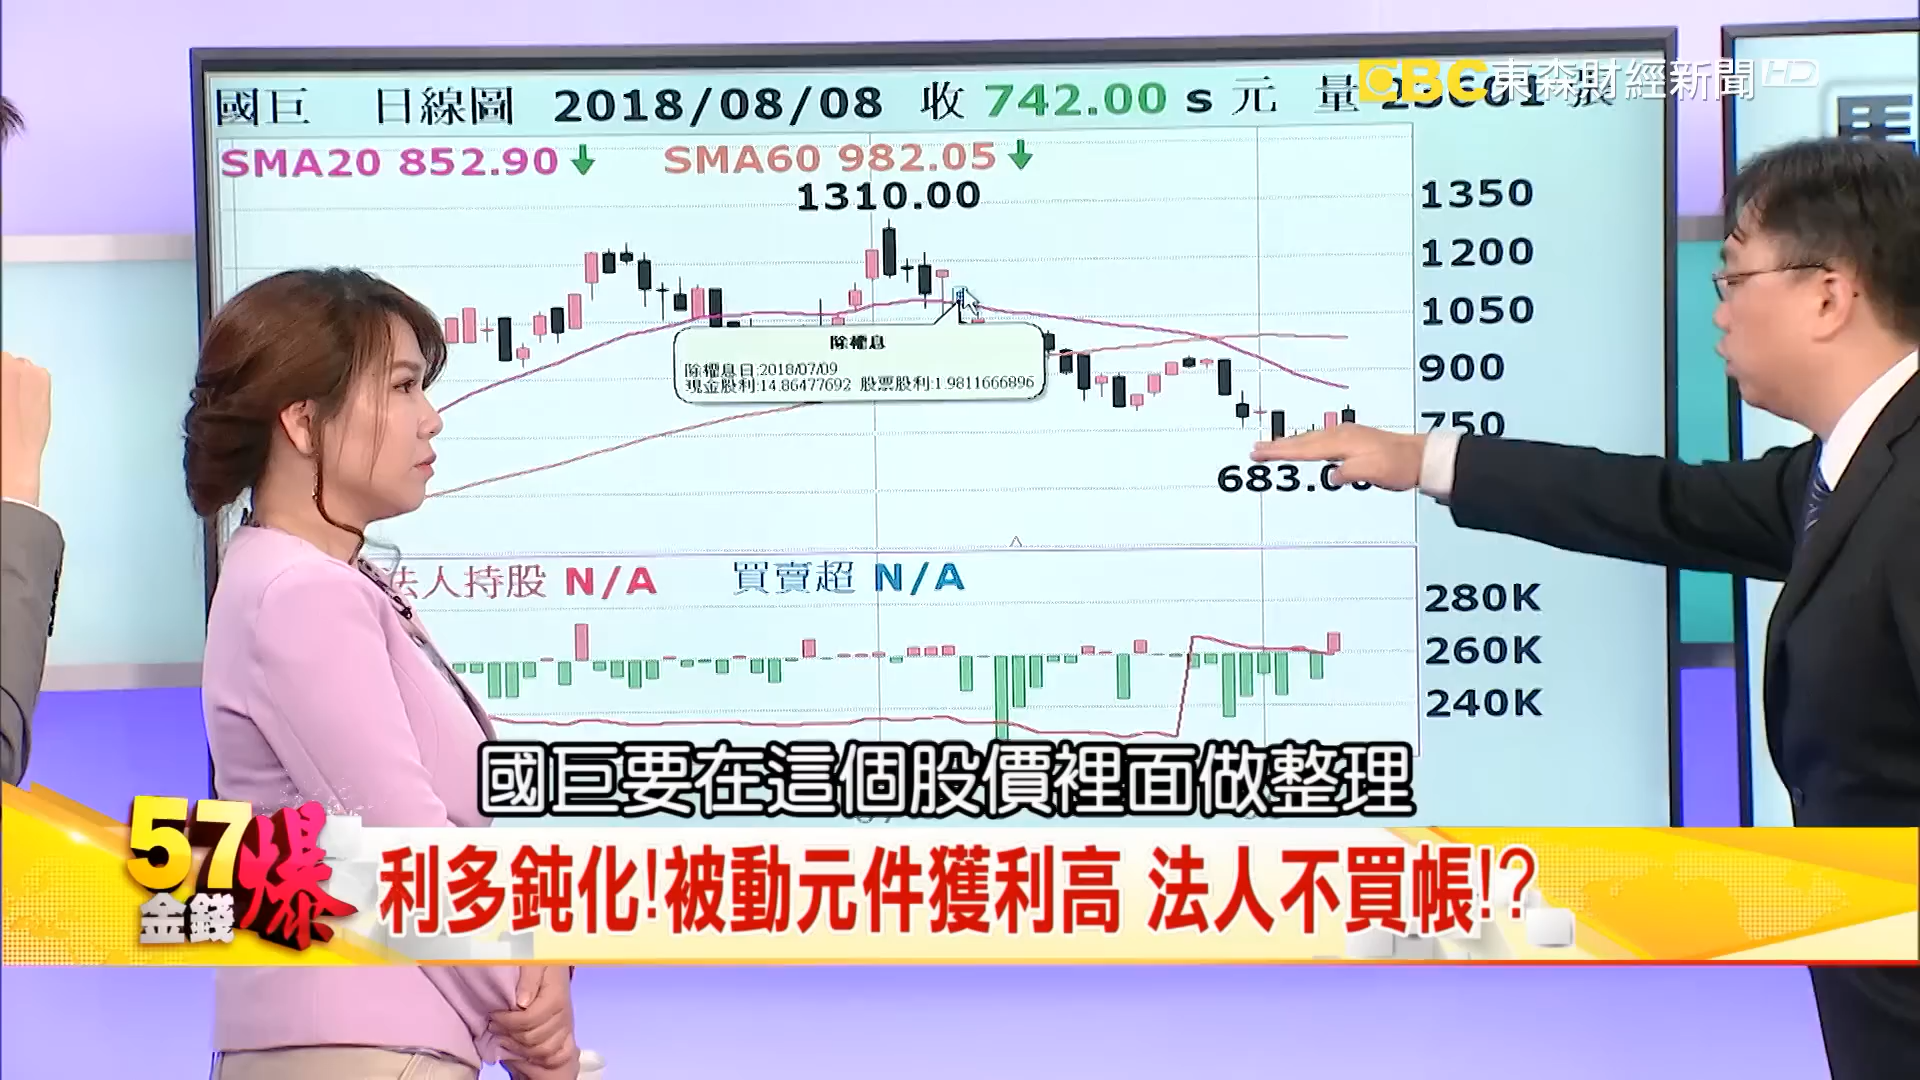 EBC 東森財經新聞 HD
國巨 日線圖 2018/08/08 收 742.00 s 元 量
SMA20 852.90 ↓ SMA60 982.05 ↓
1310.00
1350
1200
1050
900
750
除權息
除權息日:2018/07/09
現金股利:14.86477692 股票股利:1.9811666896
683.00
法人持股 N/A 買賣超 N/A
280K
260K
240K
國巨要在這個股價裡面做整理
57金錢爆
利多鈍化!被動元件獲利高 法人不買帳!?